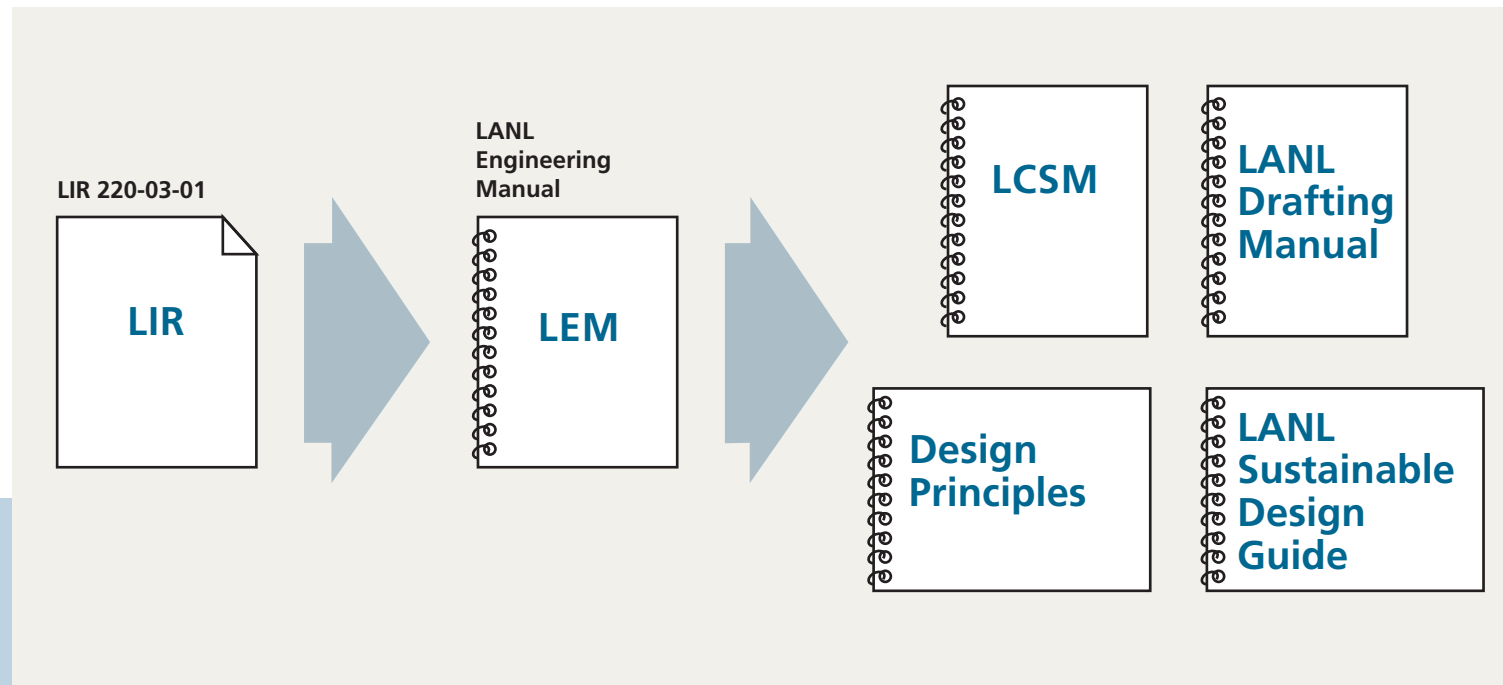 LIR 220-03-01
LIR
LANL
Engineering
Manual
LEM
LCSM
LANL
Drafting
Manual
Design
Principles
LANL
Sustainable
Design
Guide